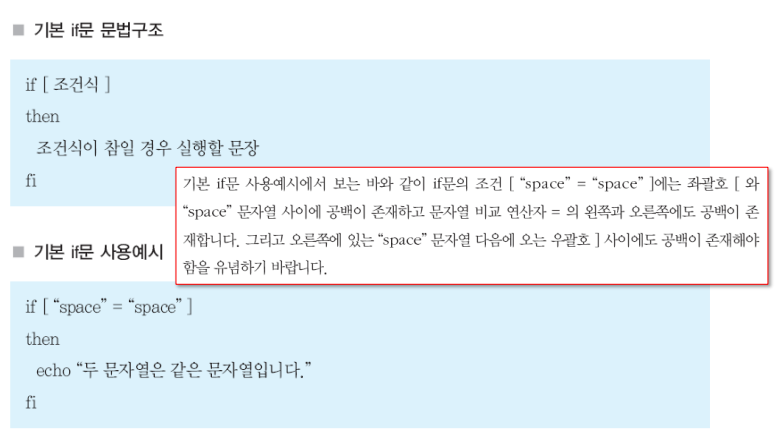 ■ 기본 if문 문법구조
if [ 조건식 ]
then
조건식이 참일 경우 실행할 문장
fi
기본 if문 사용예시에서 보는 바와 같이 if문의 조건 [ “space” = “space” ]에는 좌괄호 [ 와
“space” 문자열 사이에 공백이 존재하고 문자열 비교 연산자 = 의 왼쪽과 오른쪽에도 공백이 존
재합니다. 그리고 오른쪽에 있는 “space” 문자열 다음에 오는 우괄호 ] 사이에도 공백이 존재해야
함을 유념하기 바랍니다.
■ 기본 if문 사용예시
if [ “space” = “space” ]
then
echo “두 문자열은 같은 문자열입니다.”
fi